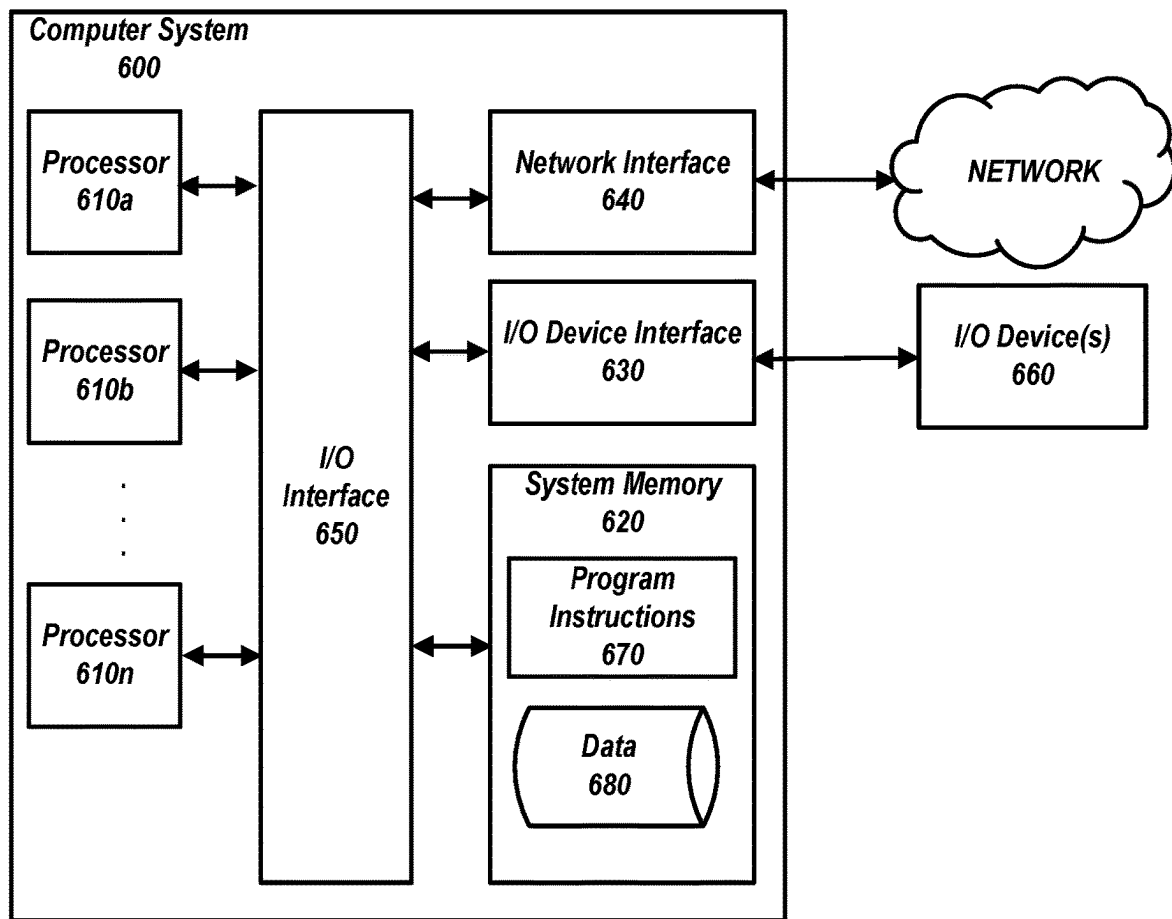 Computer System
600
Processor
610a
Processor
610b
.
.
.
Processor
610n
I/O
Interface
650
Network Interface
640
I/O Device Interface
630
System Memory
620
Program
Instructions
670
Data
680
NETWORK
I/O Device(s)
660